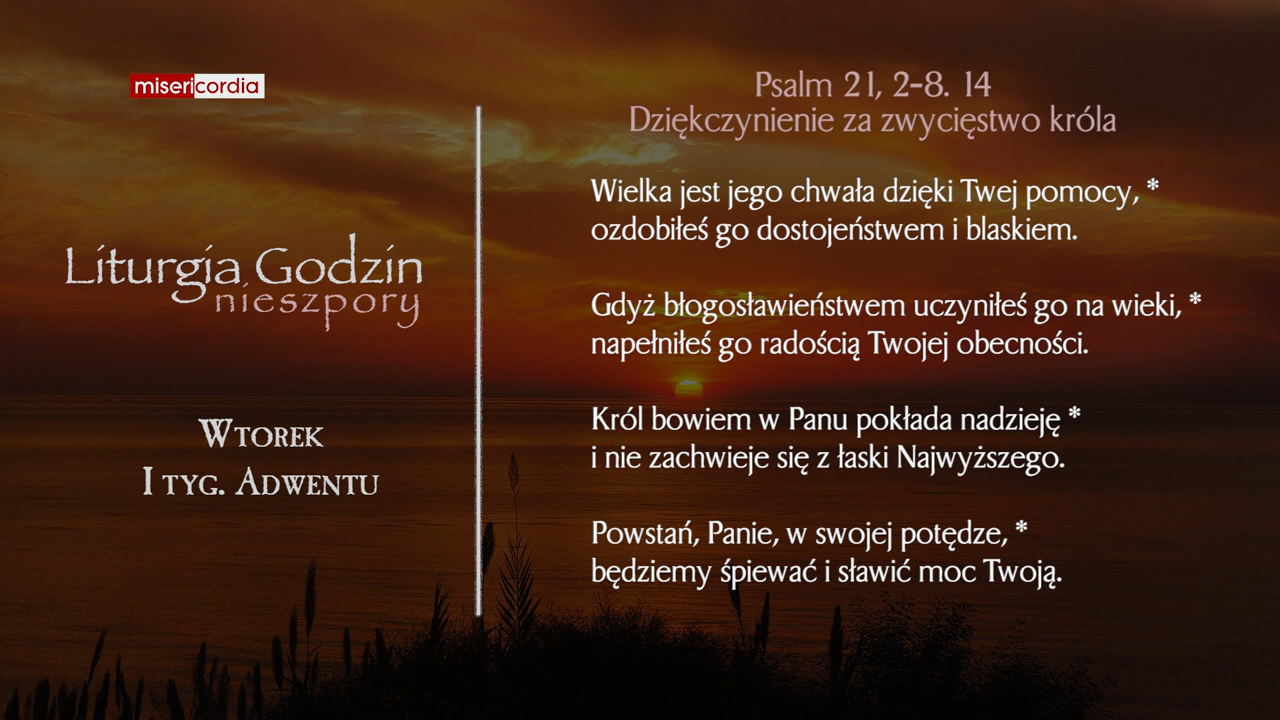 misericordia
Liturgia Godzin
nieszpory
Wtorek
I tyg. Adwentu
Psalm 21, 2-8. 14
Dziękczynienie za zwycięstwo króla
Wielka jest jego chwała dzięki Twej pomocy, *
ozdobiłeś go dostojeństwem i blaskiem.
Gdyż błogosławieństwem uczyniłeś go na wieki, *
napełniłeś go radością Twojej obecności.
Król bowiem w Panu pokłada nadzieję *
i nie zachwieje się z łaski Najwyższego.
Powstań, Panie, w swojej potędze, *
będziemy śpiewać i sławić moc Twoją.